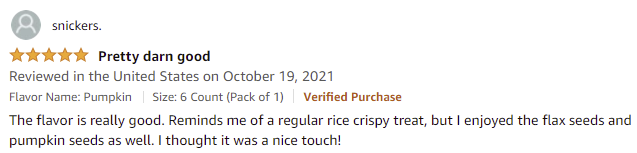 snickers.
Pretty darn good
Reviewed in the United States on October 19, 2021
Flavor Name: Pumpkin | Size: 6 Count (Pack of 1) | Verified Purchase
The flavor is really good. Reminds me of a regular rice crispy treat, but I enjoyed the flax seeds and
pumpkin seeds as well. I thought it was a nice touch!